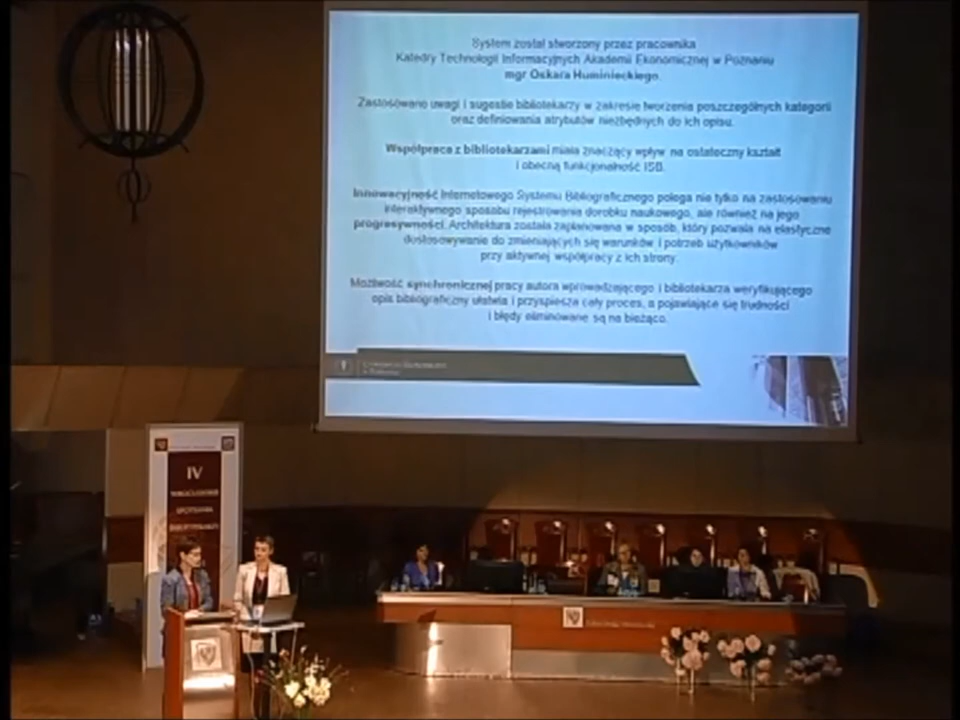 System został stworzony przez pracownika
Katedry Technologii Informacyjnych Akademii Ekonomicznej w Poznaniu
mgr Oskara Huminieckiego.
Zastosowano uwagi i sugestie bibliotekarzy w zakresie tworzenia poszczególnych kategorii
oraz definiowania atrybutów niezbędnych do ich opisu.
Współpraca z bibliotekarzami miała znaczący wpływ na ostateczny kształt
i obecną funkcjonalność ISB.
Innowacyjność Internetowego Systemu Bibliograficznego polega nie tylko na zastosowaniu
interaktywnego sposobu rejestrowania dorobku naukowego, ale również na jego
progresywności. Architektura została zaplanowana w sposób, który pozwala na elastyczne
dostosowywanie do zmieniających się warunków i potrzeb użytkowników
przy aktywnej współpracy z ich strony.
Możliwość synchronicznej pracy autora wprowadzającego i bibliotekarza weryfikującego
opis bibliograficzny ułatwia i przyspiesza cały proces, a pojawiające się trudności
i błędy eliminowane są na bieżąco.
IV
SPOTKANIA